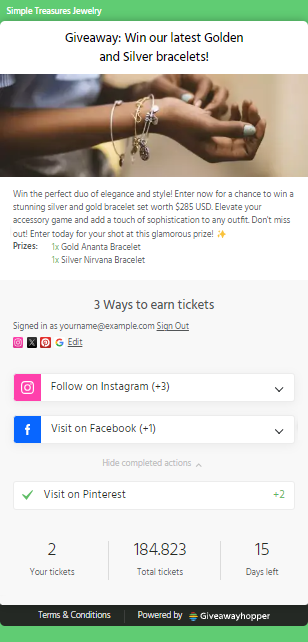 Simple Treasures Jewelry
Giveaway: Win our latest Golden
and Silver bracelets!
Win the perfect duo of elegance and style! Enter now for a chance to win a
stunning silver and gold bracelet set worth $285 USD. Elevate your
accessory game and add a touch of sophistication to any outfit. Don't miss
out! Enter today for your shot at this glamorous prize! ✨
Prizes: 1x Gold Ananta Bracelet
1x Silver Nirvana Bracelet
3 Ways to earn tickets
Signed in as yourname@example.com Sign Out
Edit
Follow on Instagram (+3)
Visit on Facebook (+1)
Hide completed actions
Visit on Pinterest +2
2 184.823 15
Your tickets Total tickets Days left
Terms & Conditions Powered by Giveawayhopper